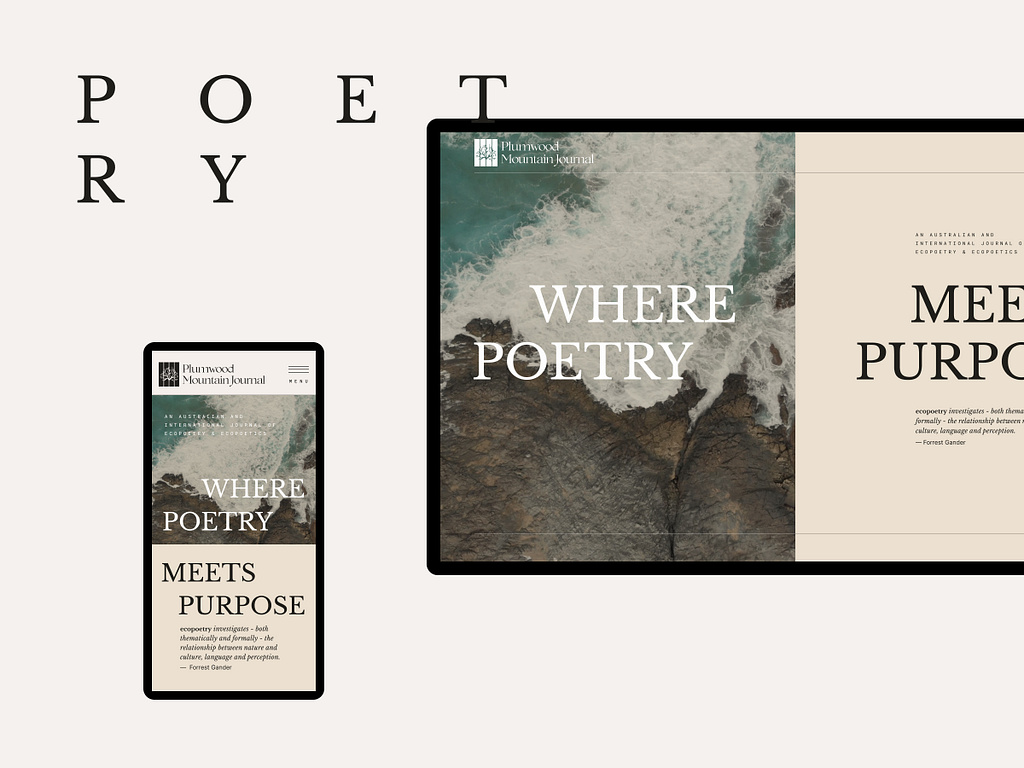 P O E T
R Y
Plumwood
Mountain Journal
WHERE
POETRY
AN AUSTRALIAN AND
INTERNATIONAL JOURNAL O
ECOPOETRY & ECOPOETICS
MEE
PURPO
ecopoetry investigates - both thema
formally - the relationship between n
culture, language and perception.
— Forrest Gander
Plumwood
Mountain Journal
MENU
AN AUSTRALIAN AND
INTERNATIONAL JOURNAL OF
ECOPOETRY & ECOPOETICS
WHERE
POETRY
MEETS
PURPOSE
ecopoetry investigates - both
thematically and formally - the
relationship between nature and
culture, language and perception.
— Forrest Gander